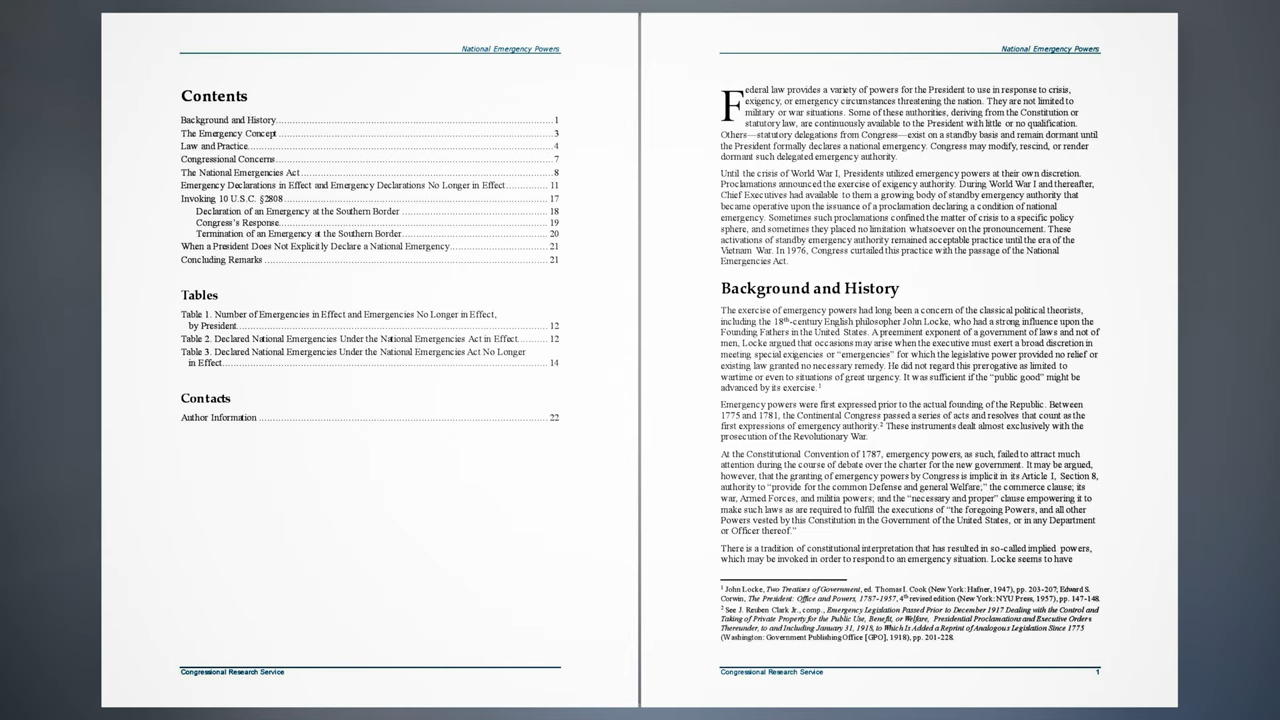 National Emergency Powers
Contents
Background and History 1
The Emergency Concept 3
Law and Practice 4
Congressional Concerns 7
The National Emergencies Act 8
Emergency Declarations in Effect and Emergency Declarations No Longer in Effect 11
Invoking 10 U.S.C. §2808 17
Declaration of an Emergency at the Southern Border 18
Congress's Response 19
Termination of an Emergency at the Southern Border 20
When a President Does Not Explicitly Declare a National Emergency 21
Concluding Remarks 21
Tables
Table 1. Number of Emergencies in Effect and Emergencies No Longer in Effect,
by President 12
Table 2. Declared National Emergencies Under the National Emergencies Act in Effect 12
Table 3. Declared National Emergencies Under the National Emergencies Act No Longer
in Effect 14
Contacts
Author Information 22
Congressional Research Service
National Emergency Powers
Federal law provides a variety of powers for the President to use in response to crisis,
exigency, or emergency circumstances threatening the nation. They are not limited to
military or war situations. Some of these authorities, deriving from the Constitution or
statutory law, are continuously available to the President with little or no qualification.
Others—statutory delegations from Congress—exist on a standby basis and remain dormant until
the President formally declares a national emergency. Congress may modify, rescind, or render
dormant such delegated emergency authority.
Until the crisis of World War I, Presidents utilized emergency powers at their own discretion.
Proclamations announced the exercise of exigency authority. During World War I and thereafter,
Chief Executives had available to them a growing body of standby emergency authority that
became operative upon the issuance of a proclamation declaring a condition of national
emergency. Sometimes such proclamations confined the matter of crisis to a specific policy
sphere, and sometimes they placed no limitation whatsoever on the pronouncement. These
activations of standby emergency authority remained acceptable practice until the era of the
Vietnam War. In 1976, Congress curtailed this practice with the passage of the National
Emergencies Act.
Background and History
The exercise of emergency powers had long been a concern of the classical political theorists,
including the 18th-century English philosopher John Locke, who had a strong influence upon the
Founding Fathers in the United States. A preeminent exponent of a government of laws and not of
men, Locke argued that occasions may arise when the executive must exert a broad discretion in
meeting special exigencies or "emergencies" for which the legislative power provided no relief or
existing law granted no necessary remedy. He did not regard this prerogative as limited to
wartime or even to situations of great urgency. It was sufficient if the "public good" might be
advanced by its exercise.1
Emergency powers were first expressed prior to the actual founding of the Republic. Between
1775 and 1781, the Continental Congress passed a series of acts and resolves that count as the
first expressions of emergency authority.2 These instruments dealt almost exclusively with the
prosecution of the Revolutionary War.
At the Constitutional Convention of 1787, emergency powers, as such, failed to attract much
attention during the course of debate over the charter for the new government. It may be argued,
however, that the granting of emergency powers by Congress is implicit in its Article I, Section 8,
authority to "provide for the common Defense and general Welfare;" the commerce clause; its
war, Armed Forces, and militia powers; and the "necessary and proper" clause empowering it to
make such laws as are required to fulfill the executions of "the foregoing Powers, and all other
Powers vested by this Constitution in the Government of the United States, or in any Department
or Officer thereof."
There is a tradition of constitutional interpretation that has resulted in so-called implied powers,
which may be invoked in order to respond to an emergency situation. Locke seems to have
1 John Locke, Two Treatises of Government, ed. Thomas I. Cook (New York: Hafner, 1947), pp. 203-207; Edward S.
Corwin, The President: Office and Powers, 1787-1957, 4th revised edition (New York: NYU Press, 1957), pp. 147-148.
2 See J. Reuben Clark Jr., comp., Emergency Legislation Passed Prior to December 1917 Dealing with the Control and
Taking of Private Property for the Public Use, Benefit, or Welfare, Presidential Proclamations and Executive Orders
Thereunder, to and Including January 31, 1918, to Which Is Added a Reprint of Analogous Legislation Since 1775
(Washington: Government Publishing Office [GPO], 1918), pp. 201-228.
Congressional Research Service 1